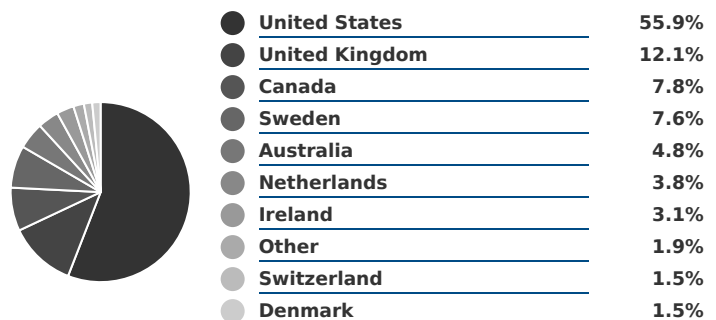 United States 55.9%
United Kingdom 12.1%
Canada 7.8%
Sweden 7.6%
Australia 4.8%
Netherlands 3.8%
Ireland 3.1%
Other 1.9%
Switzerland 1.5%
Denmark 1.5%